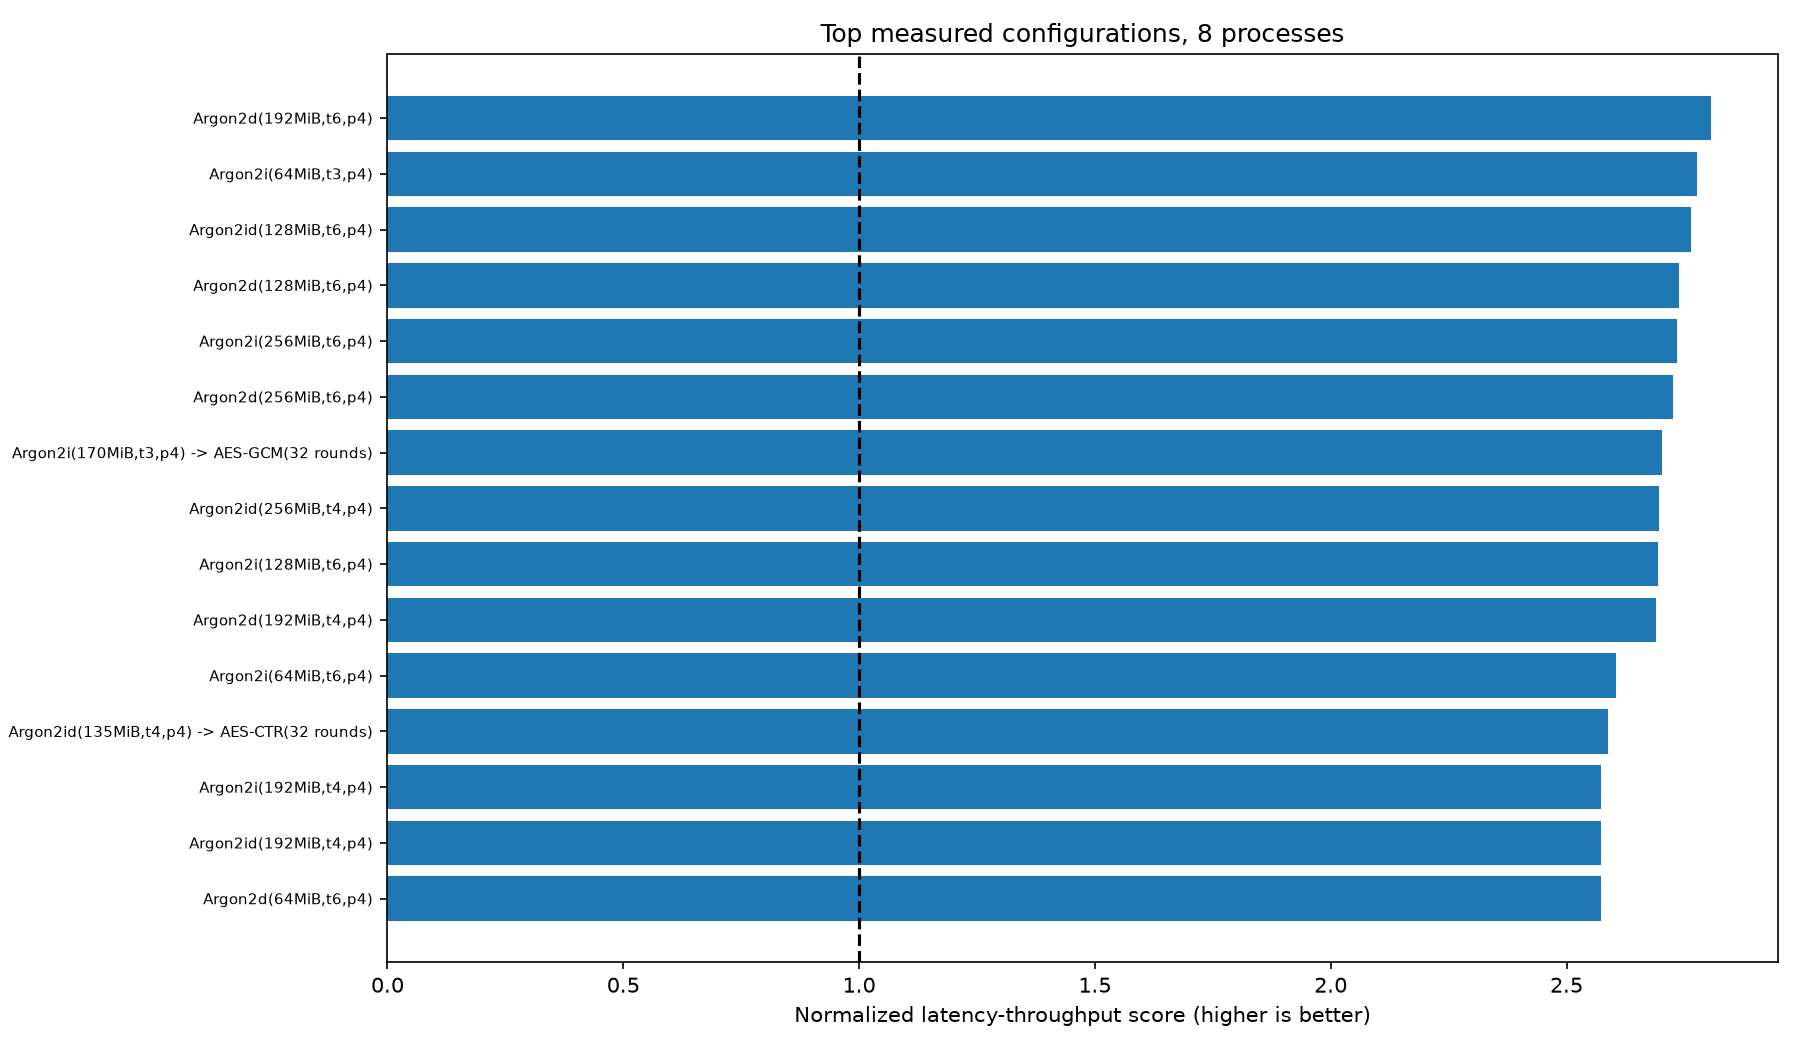 Top measured configurations, 8 processes
Argon2d(192MiB,t6,p4)
Argon2i(64MiB,t3,p4)
Argon2id(128MiB,t6,p4)
Argon2d(128MiB,t6,p4)
Argon2i(256MiB,t6,p4)
Argon2d(256MiB,t6,p4)
Argon2i(170MiB,t3,p4) -> AES-GCM(32 rounds)
Argon2id(256MiB,t4,p4)
Argon2i(128MiB,t6,p4)
Argon2d(192MiB,t4,p4)
Argon2i(64MiB,t6,p4)
Argon2id(135MiB,t4,p4) -> AES-CTR(32 rounds)
Argon2i(192MiB,t4,p4)
Argon2id(192MiB,t4,p4)
Argon2d(64MiB,t6,p4)
0.0 0.5 1.0 1.5 2.0 2.5
Normalized latency-throughput score (higher is better)